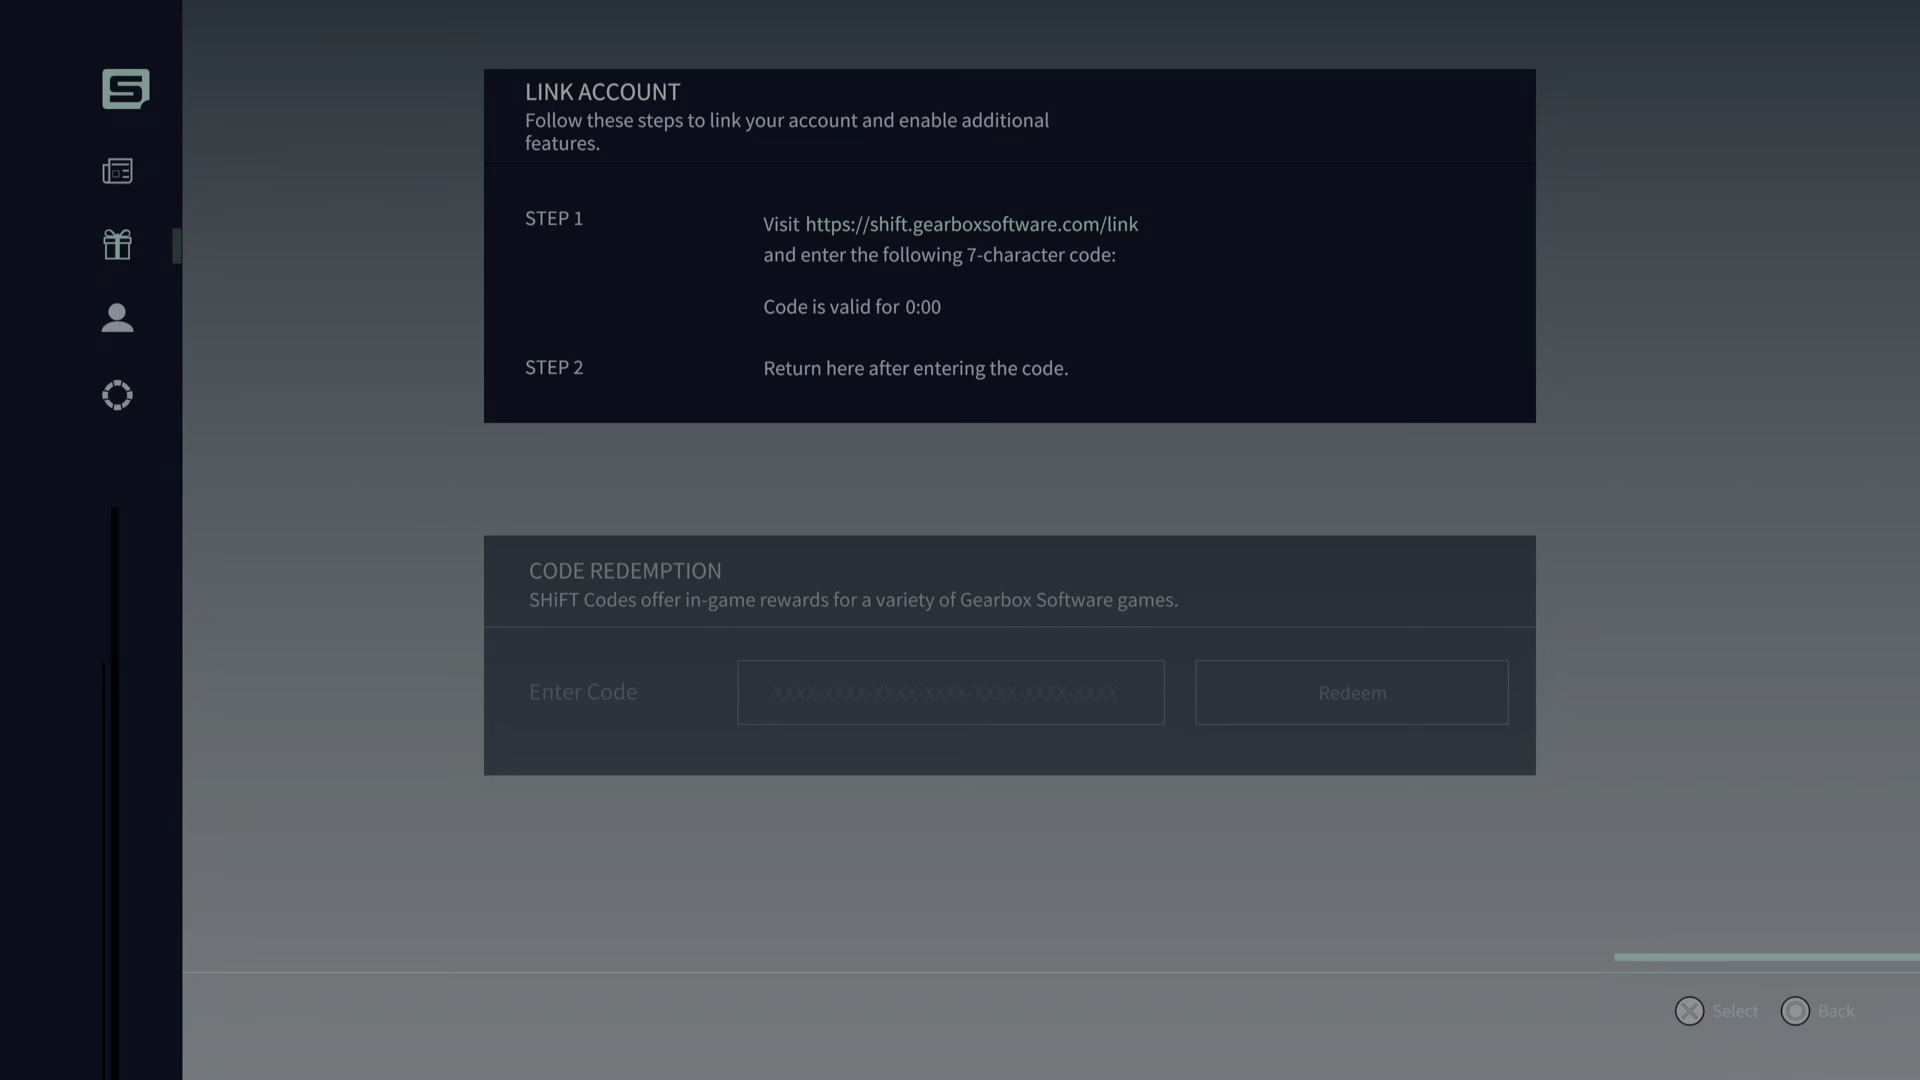 LINK ACCOUNT
Follow these steps to link your account and enable additional
features.
STEP 1
Visit https://shift.gearboxsoftware.com/link
and enter the following 7-character code:
Code is valid for 0:00
STEP 2
Return here after entering the code.
CODE REDEMPTION
SHiFT Codes offer in-game rewards for a variety of Gearbox Software games.
Enter Code
XXXX-XXXX-XXXX-XXXX-XXXX-XXXX-XXXX
Redeem
Select
Back